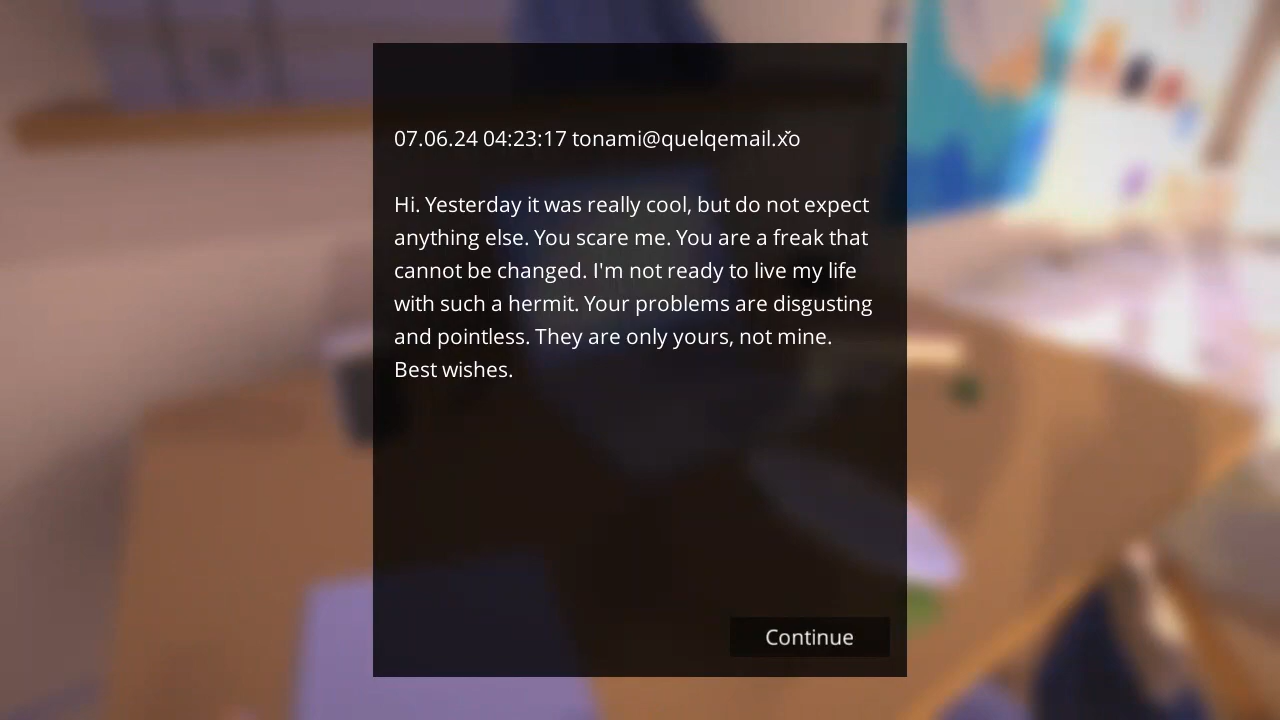 07.06.24 04:23:17 tonami@quelqemail.xǒ
Hi. Yesterday it was really cool, but do not expect
anything else. You scare me. You are a freak that
cannot be changed. I'm not ready to live my life
with such a hermit. Your problems are disgusting
and pointless. They are only yours, not mine.
Best wishes.
Continue